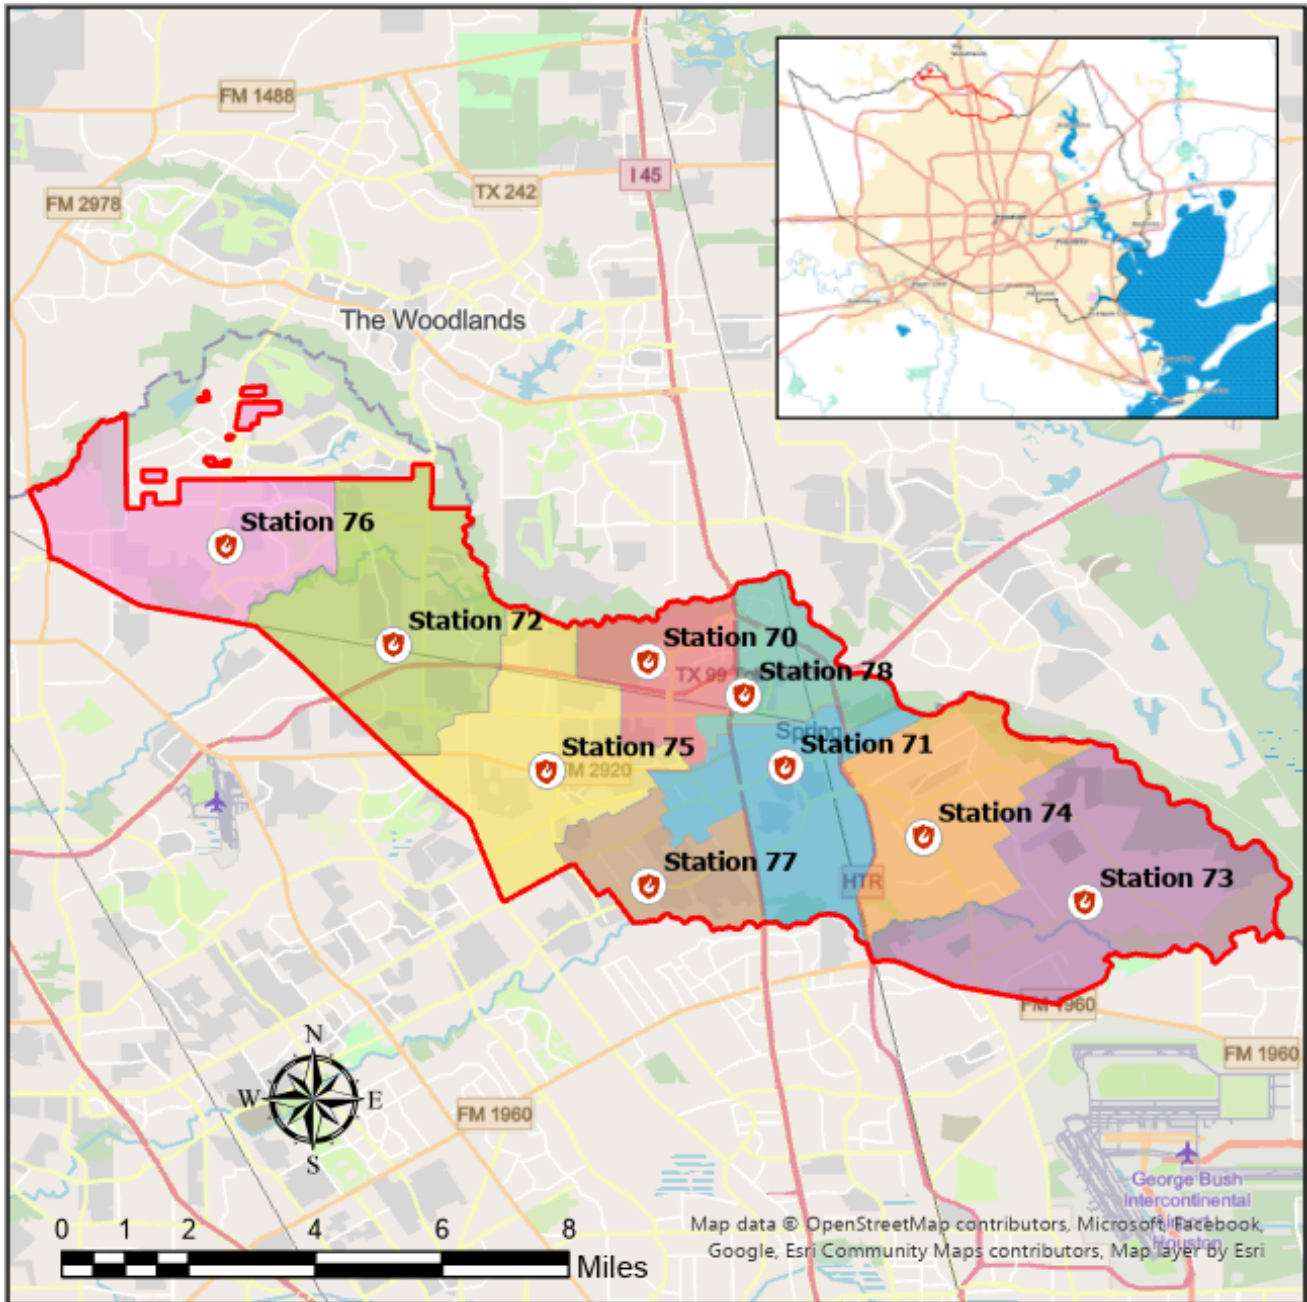 FM 1488
I 45
TX 242
FM 2978
The Woodlands
Station 76
Station 72
Station 70
TX 99
Station 78
Spring
Station 71
Station 75
FM 2920
Station 74
Station 77
HTR
Station 73
FM 1960
FM 1960
FM 1960
N
W
E
S
George Bush
Intercontinental
Houston
0 1 2 4 6 8
Miles
Map data © OpenStreetMap contributors, Microsoft, Facebook,
Google, Esri Community Maps contributors, Map layer by Esri